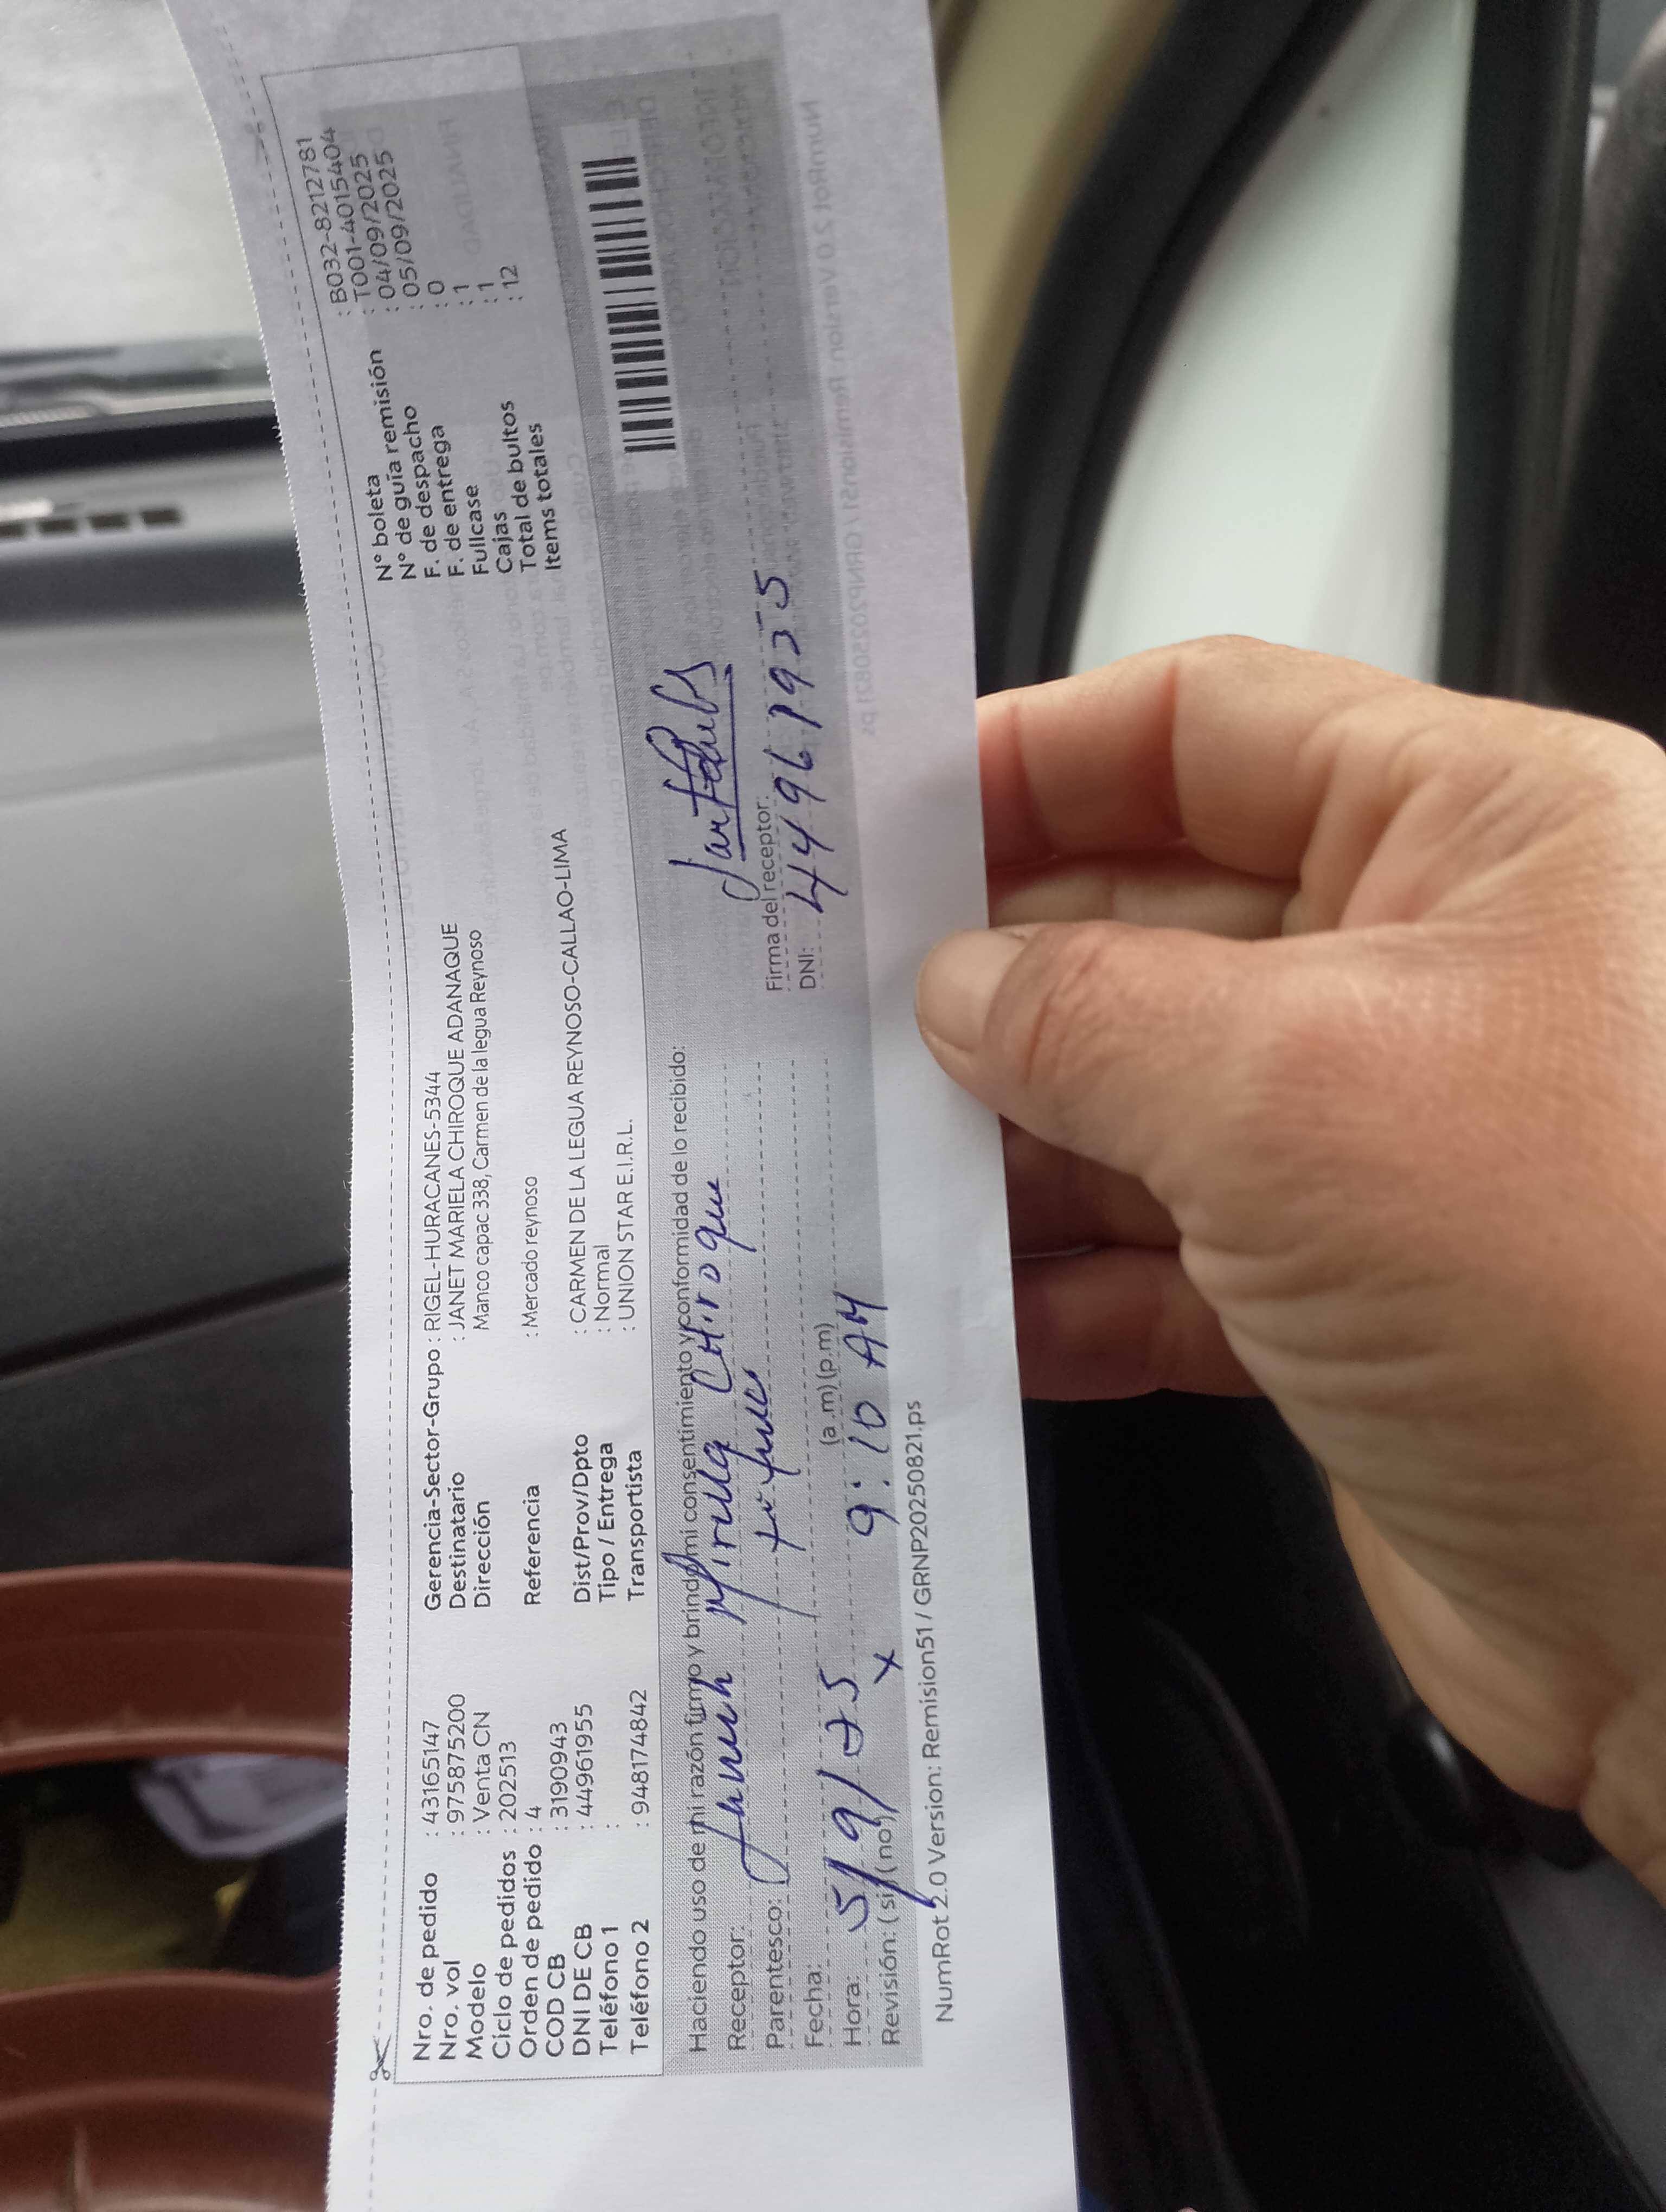 Nro. de pedido : 43165147
Nro. vol : 975875200
Modelo : Venta CN
Ciclo de pedidos : 202513
Orden de pedido : 4
COD CB : 3190943
DNI DE CB : 44961955
Teléfono 1 :
Teléfono 2 : 948174842
Gerencia-Sector-Grupo : RIGEL-HURACANES-5344
Destinatario : JANET MARIELA CHIROQUE ADANAQUE
Dirección Manco capac 338, Carmen de la legua Reynoso
Referencia : Mercado reynoso
Dist/Prov/Dpto : CARMEN DE LA LEGUA REYNOSO-CALLAO-LIMA
Tipo / Entrega : Normal
Transportista : UNION STAR E.I.R.L.
N° boleta : B032-8212781
N° de guía remisión : T001-4015404
F. de despacho : 04/09/2025
F. de entrega : 05/09/2025
Fullcase : 0
Cajas : 1
Total de bultos : 1
Items totales : 12
Haciendo uso de mi razón firmo y brindo mi consentimiento y conformidad de lo recibido:
Receptor: Chiroque
Parentesco:
Fecha: 5/9/25
Hora: 9:10 AM (a.m) (p.m)
Revisión: (si) (no) x
Firma del receptor:
DNI:
NumRot 2.0 Version: Remision51 / GRNP20250821.ps